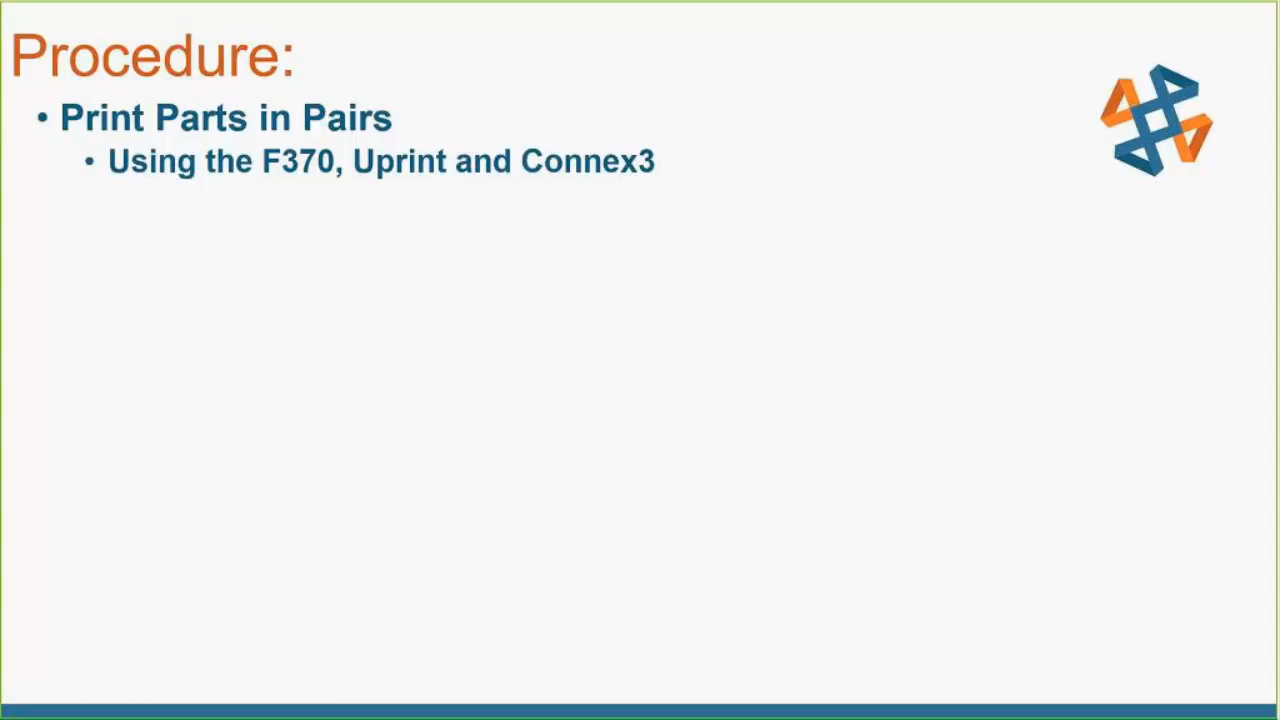 Procedure:
• Print Parts in Pairs
• Using the F370, Uprint and Connex3